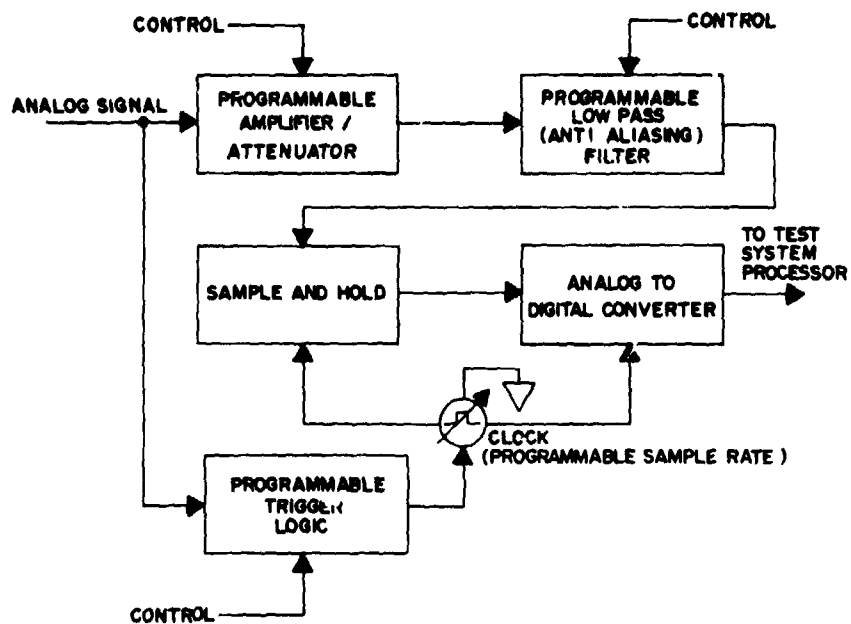 CONTROL
CONTROL
ANALOG SIGNAL
PROGRAMMABLE
AMPLIFIER /
ATTENUATOR
PROGRAMMABLE
LOW PASS
(ANTI ALIASING)
FILTER
SAMPLE AND HOLD
ANALOG TO
DIGITAL CONVERTER
TO TEST
SYSTEM
PROCESSOR
CLOCK
(PROGRAMMABLE SAMPLE RATE)
PROGRAMMABLE
TRIGGER
LOGIC
CONTROL